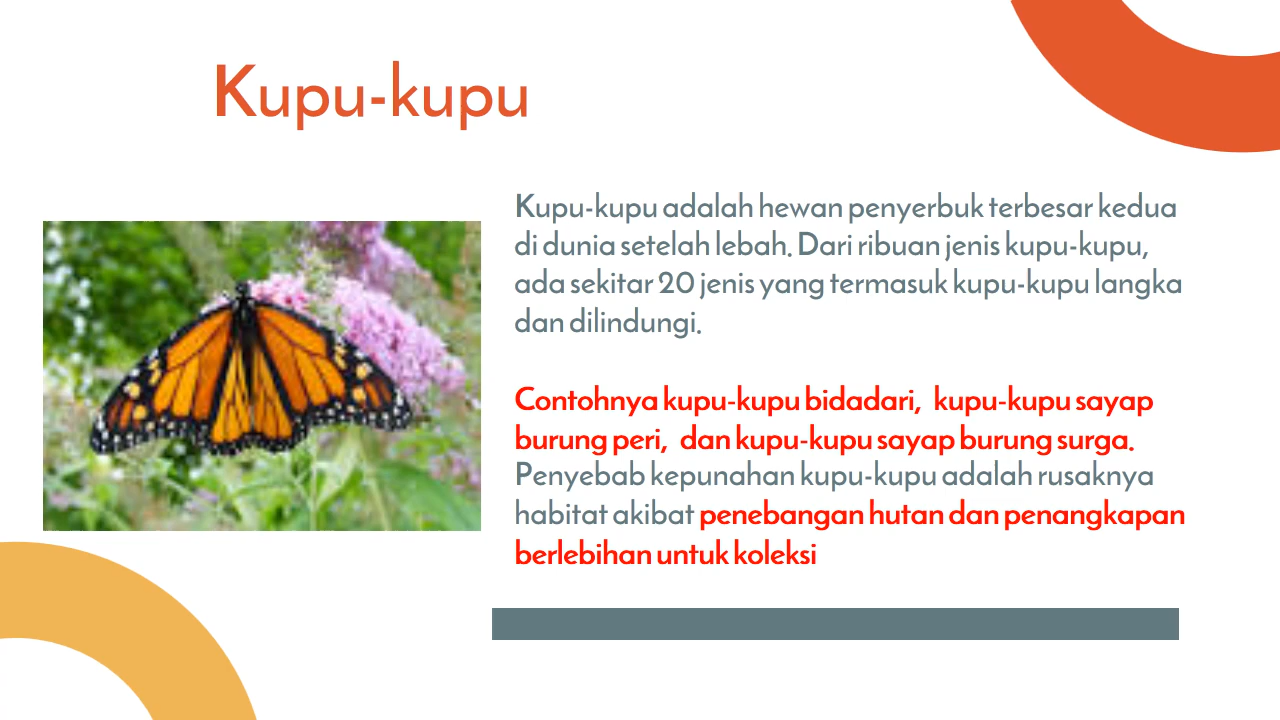 Kupu-kupu
Kupu-kupu adalah hewan penyerbuk terbesar kedua
di dunia setelah lebah. Dari ribuan jenis kupu-kupu,
ada sekitar 20 jenis yang termasuk kupu-kupu langka
dan dilindungi.
Contohnya kupu-kupu bidadari, kupu-kupu sayap
burung peri, dan kupu-kupu sayap burung surga.
Penyebab kepunahan kupu-kupu adalah rusaknya
habitat akibat penebangan hutan dan penangkapan
berlebihan untuk koleksi